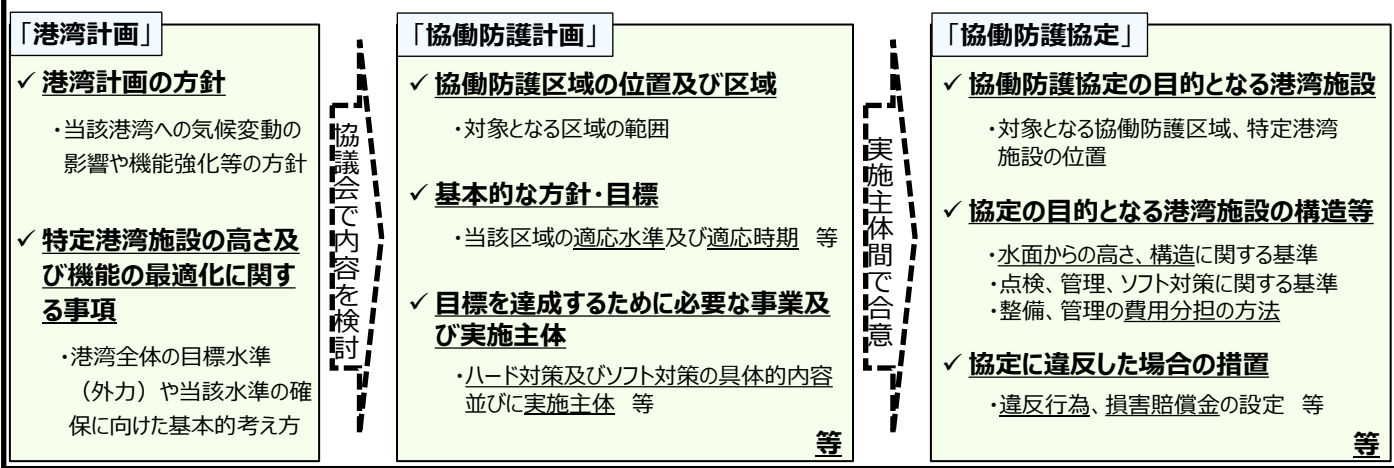 「港湾計画」
✓ 港湾計画の方針
・当該港湾への気候変動の
影響や機能強化等の方針
✓ 特定港湾施設の高さ及
び機能の最適化に関す
る事項
・港湾全体の目標水準
（外力）や当該水準の確
保に向けた基本的考え方
協議会で内容を検討
「協働防護計画」
✓ 協働防護区域の位置及び区域
・対象となる区域の範囲
✓ 基本的な方針・目標
・当該区域の適応水準及び適応時期 等
✓ 目標を達成するために必要な事業及
び実施主体
・ハード対策及びソフト対策の具体的内容
並びに実施主体 等
等
実施主体間で合意
「協働防護協定」
✓ 協働防護協定の目的となる港湾施設
・対象となる協働防護区域、特定港湾
施設の位置
✓ 協定の目的となる港湾施設の構造等
・水面からの高さ、構造に関する基準
・点検、管理、ソフト対策に関する基準
・整備、管理の費用分担の方法
✓ 協定に違反した場合の措置
・違反行為、損害賠償金の設定 等
等